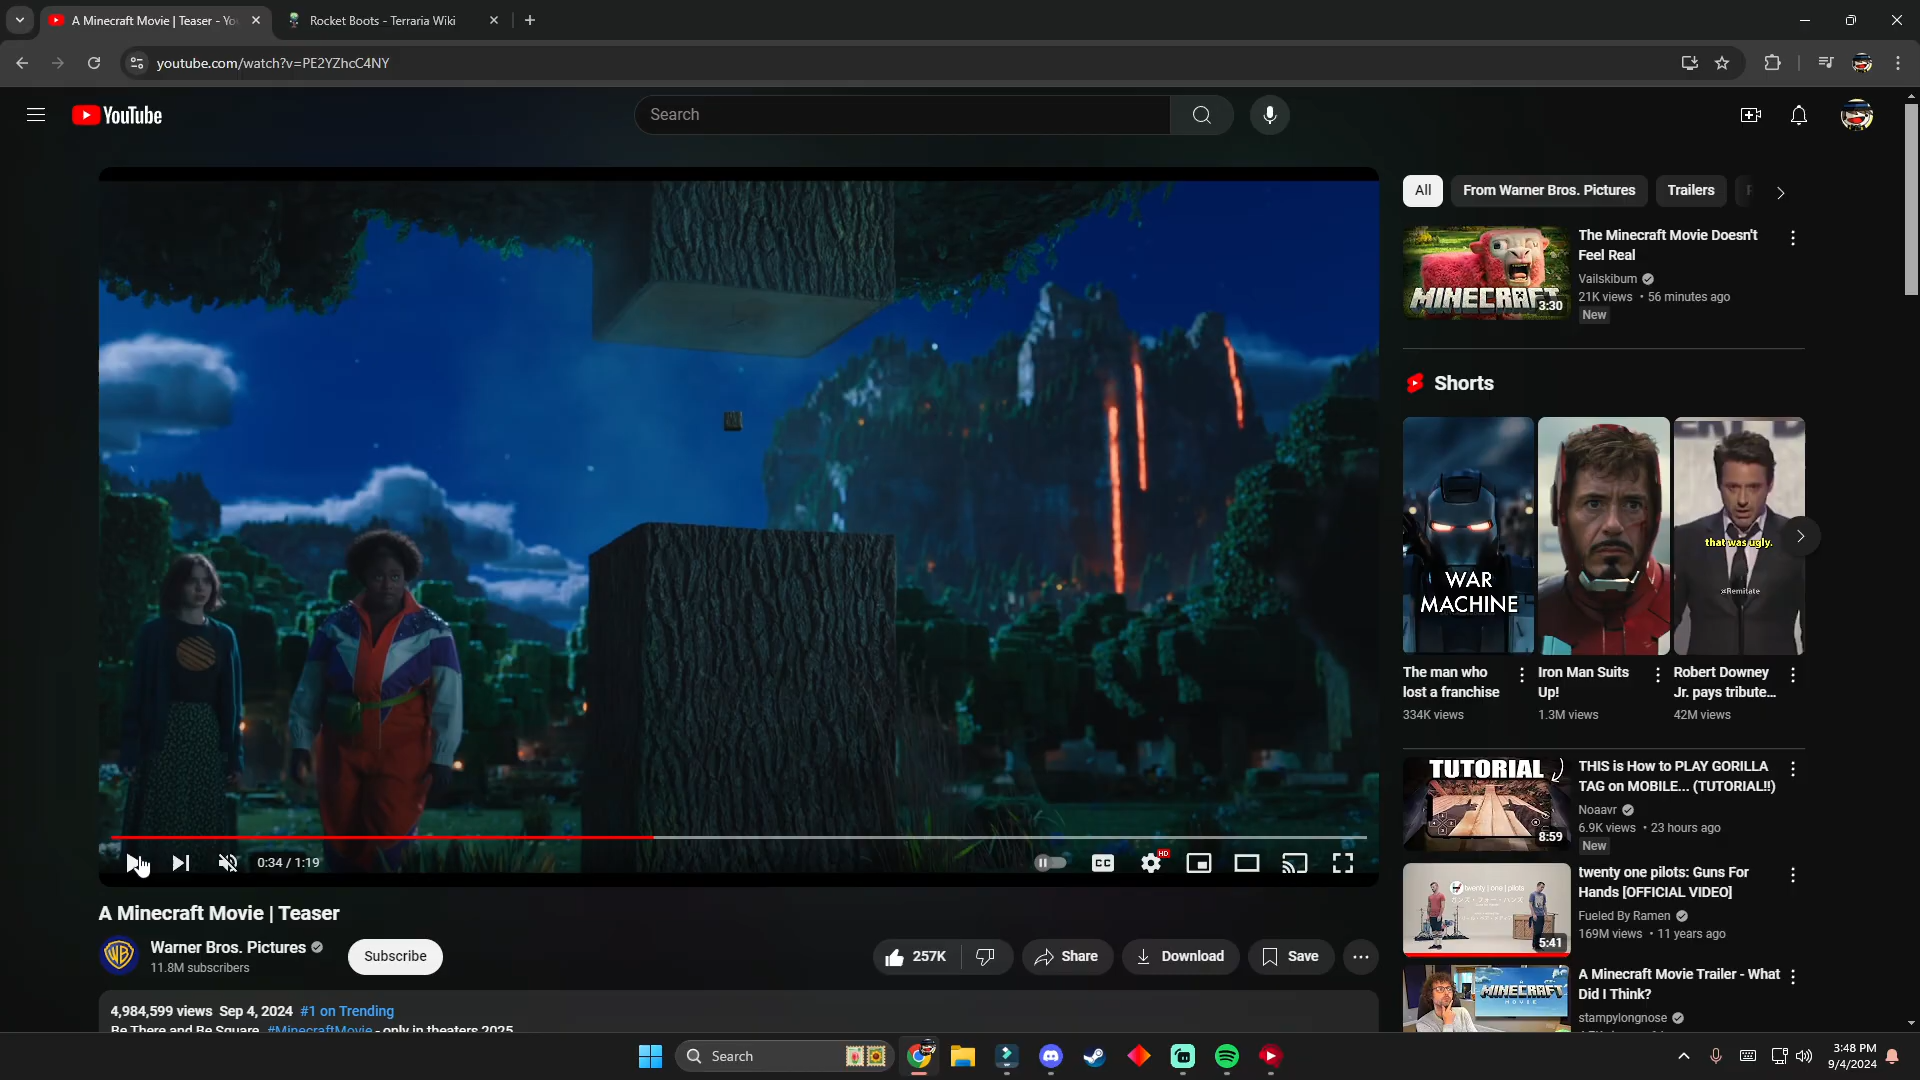 A Minecraft Movie | Teaser - Yo
Rocket Boots - Terraria Wiki
youtube.com/watch?v=PE2YZhcC4NY
YouTube
Search
All
From Warner Bros. Pictures
Trailers
MINECRAFT
3:30
The Minecraft Movie Doesn't
Feel Real
Vailskibum
21K views • 56 minutes ago
New
Shorts
WAR
MACHINE
that was ugly.
The man who
lost a franchise
334K views
Iron Man Suits
Up!
1.3M views
Robert Downey
Jr. pays tribute...
42M views
TUTORIAL
8:59
THIS is How to PLAY GORILLA
TAG on MOBILE... (TUTORIAL!!)
Noaavr
6.9K views • 23 hours ago
New
twenty | one | pilots
5:41
twenty one pilots: Guns For
Hands [OFFICIAL VIDEO]
Fueled By Ramen
169M views • 11 years ago
MINECRAFT
A Minecraft Movie Trailer - What
Did I Think?
stampylongnose
0:34 / 1:19
CC
HD
A Minecraft Movie | Teaser
Warner Bros. Pictures
11.8M subscribers
Subscribe
257K
Share
Download
Save
4,984,599 views Sep 4, 2024 #1 on Trending
Be There and Be Square. #MinecraftMovie - only in theaters 2025
Search
3:48 PM
9/4/2024